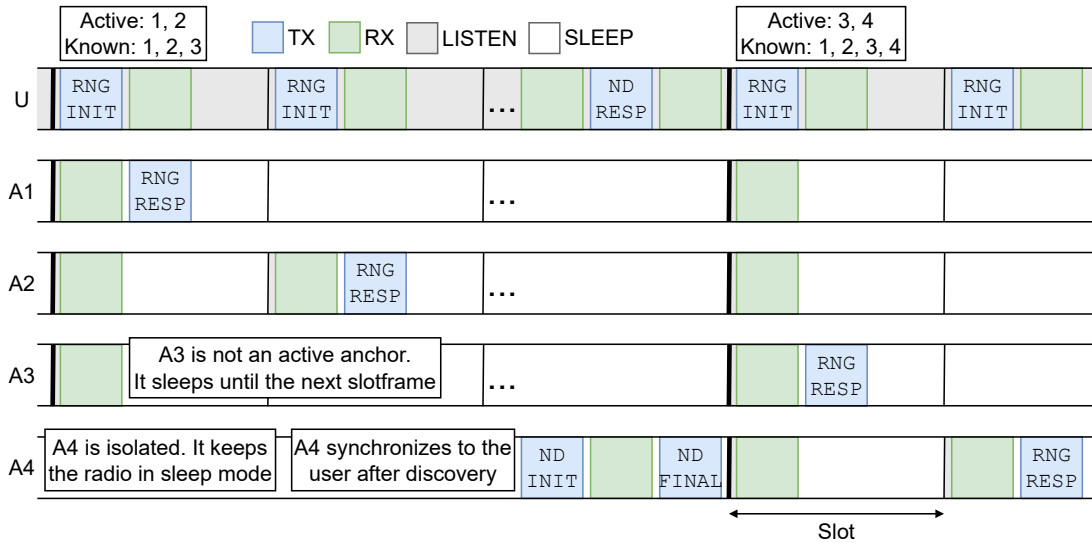 Active: 1, 2
Known: 1, 2, 3
TX
RX
LISTEN
SLEEP
Active: 3, 4
Known: 1, 2, 3, 4
U
RNG
INIT
RNG
INIT
...
ND
RESP
RNG
INIT
RNG
INIT
A1
RNG
RESP
...
A2
RNG
RESP
...
A3
A3 is not an active anchor.
It sleeps until the next slotframe
...
RNG
RESP
A4
A4 is isolated. It keeps
the radio in sleep mode
A4 synchronizes to the
user after discovery
ND
INIT
ND
FINAL
RNG
RESP
Slot